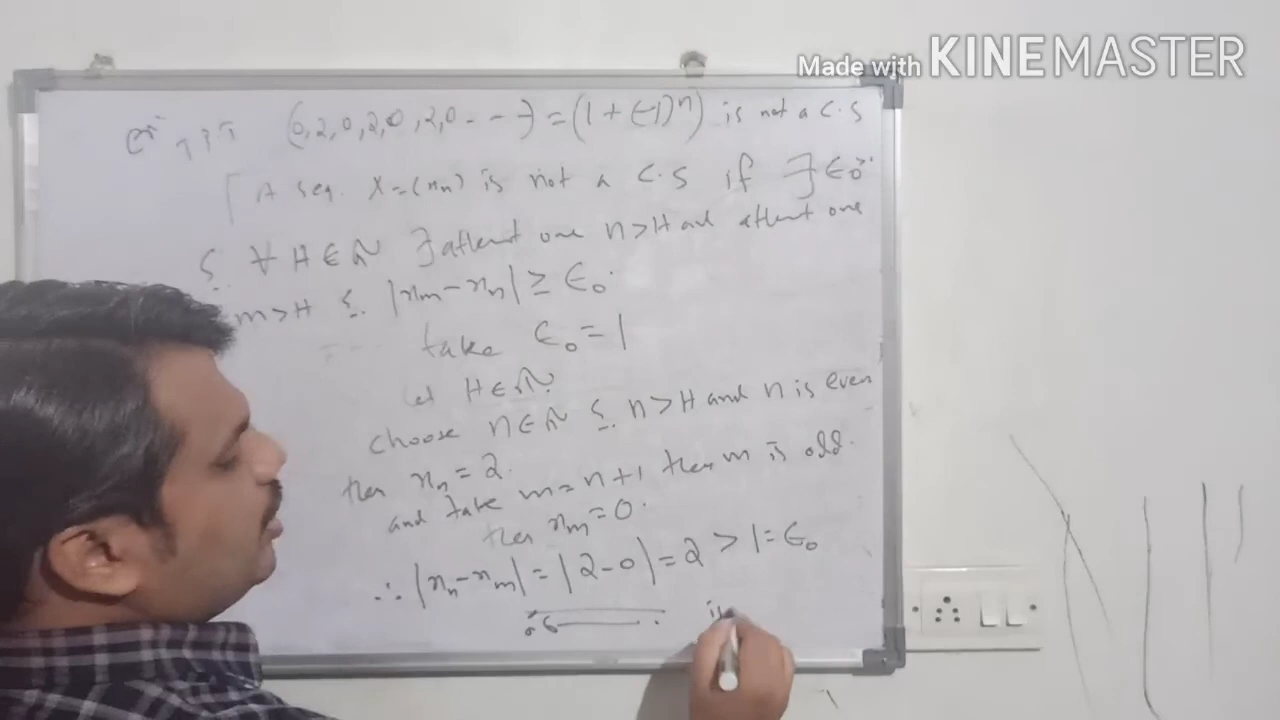 Made with KINEMASTER
(0,2,0,2,0,2,0 - - -) = (1 + (-1)ⁿ) is not a C.S
[A seq. X = (xₙ) is not a C.S if ∃ ϵ₀ >
∀ H ∈ ℕ ∃ atleast one n > H and atleast one
m > H |xₘ - xₙ| ≥ ϵ₀.
take ϵ₀ = 1
let H ∈ ℕ.
choose n ∈ ℕ n > H and n is even
then xₙ = 2.
and take m = n + 1 then m is odd.
then xₘ = 0.
∴ |xₙ - xₘ| = |2 - 0| = 2 > 1 = ϵ₀